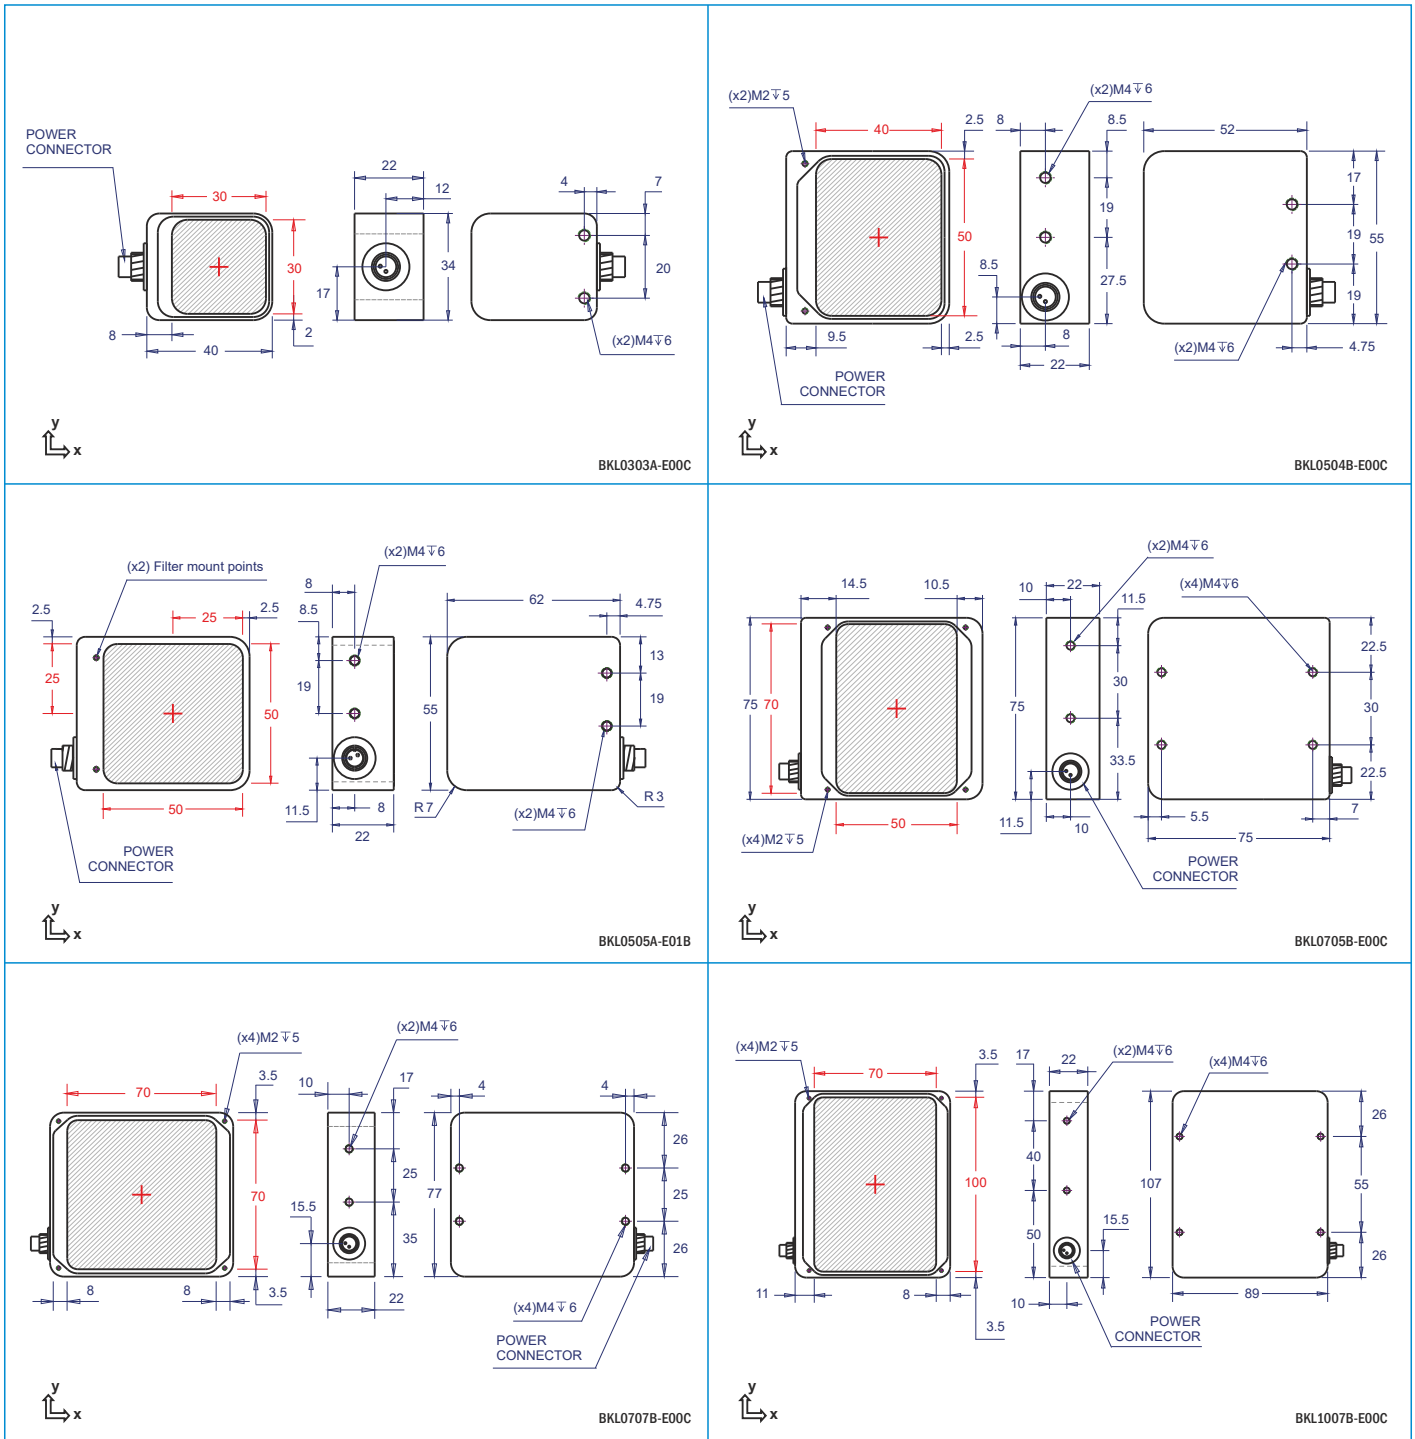 POWER
CONNECTOR
30
30
8
40
2
22
12
34
17
4
7
20
(x2)M4↧6
y
x
BKL0303A-E00C
(x2)M2↧5
40
2.5
50
9.5
2.5
POWER
CONNECTOR
8
(x2)M4↧6
8.5
19
27.5
8.5
8
22
52
17
19
55
19
(x2)M4↧6
4.75
y
x
BKL0504B-E00C
(x2) Filter mount points
2.5
25
2.5
25
50
50
POWER
CONNECTOR
8
(x2)M4↧6
8.5
19
11.5
8
22
62
4.75
13
19
55
R7
R3
(x2)M4↧6
y
x
BKL0505A-E01B
14.5
10.5
75
70
50
(x4)M2↧5
10
22
(x2)M4↧6
11.5
75
30
33.5
11.5
10
POWER
CONNECTOR
(x4)M4↧6
22.5
30
22.5
5.5
7
75
y
x
BKL0705B-E00C
(x4)M2↧5
70
3.5
70
8
8
3.5
(x2)M4↧6
10
17
25
15.5
35
22
4
4
26
77
25
26
(x4)M4↧6
POWER
CONNECTOR
y
x
BKL0707B-E00C
(x4)M2↧5
70
3.5
100
11
8
3.5
17
22
(x2)M4↧6
40
50
15.5
10
POWER
CONNECTOR
(x4)M4↧6
26
107
55
26
89
y
x
BKL1007B-E00C